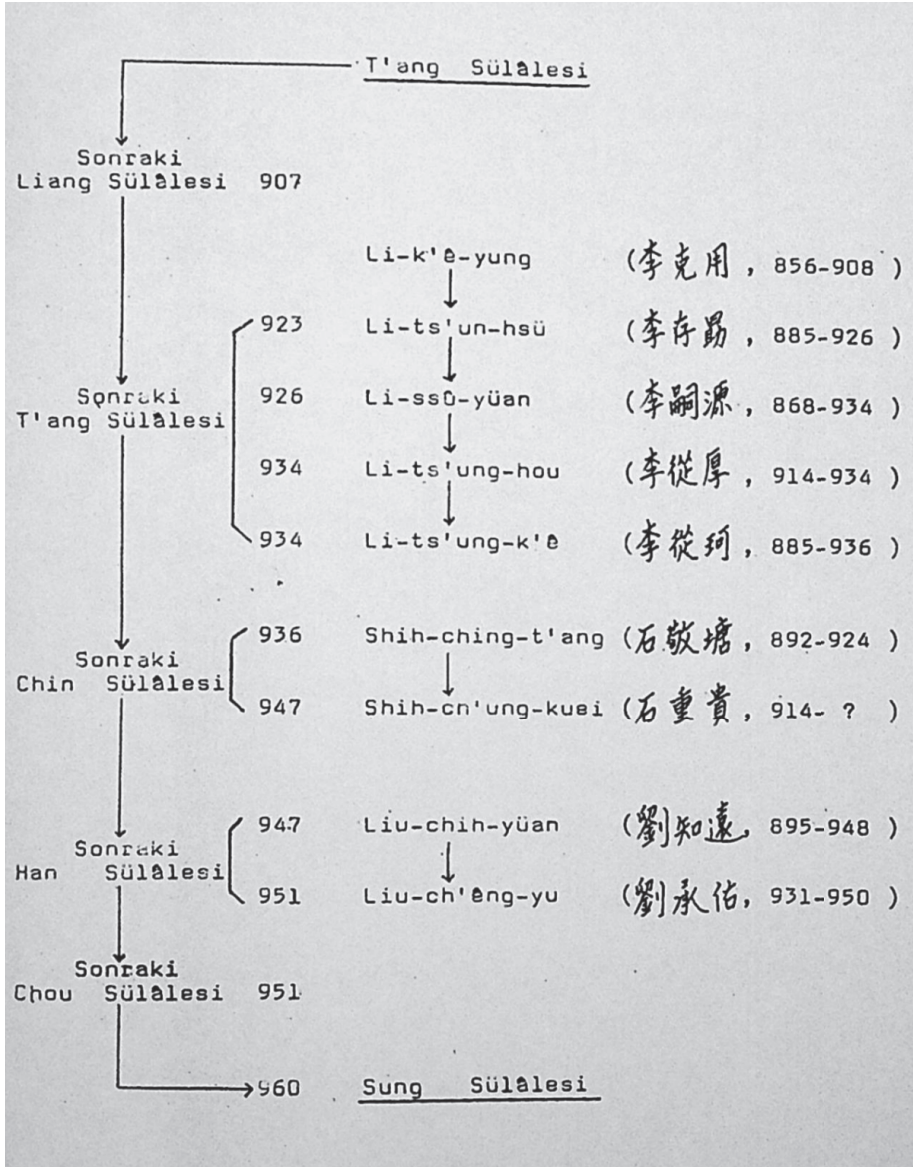 T'ang Sülâlesi
Sonraki
Liang Sülâlesi 907
Li-k'ê-yung (李克用, 856-908 )
923 Li-ts'un-hsü (李存勗, 885-926 )
Sonraki
T'ang Sülâlesi
926 Li-ssû-yüan (李嗣源, 868-934 )
934 Li-ts'ung-hou (李從厚, 914-934 )
934 Li-ts'ung-k'ê (李從珂, 885-936 )
936 Shih-ching-t'ang (石敬塘, 892-924 )
Sonraki
Chin Sülâlesi
947 Shih-cn'ung-kuei (石重貴, 914- ? )
947 Liu-chih-yüan (劉知遠, 895-948 )
Sonraki
Han Sülâlesi
951 Liu-ch'êng-yu (劉承佑, 931-950 )
Sonraki
Chou Sülâlesi 951
960 Sung Sülâlesi